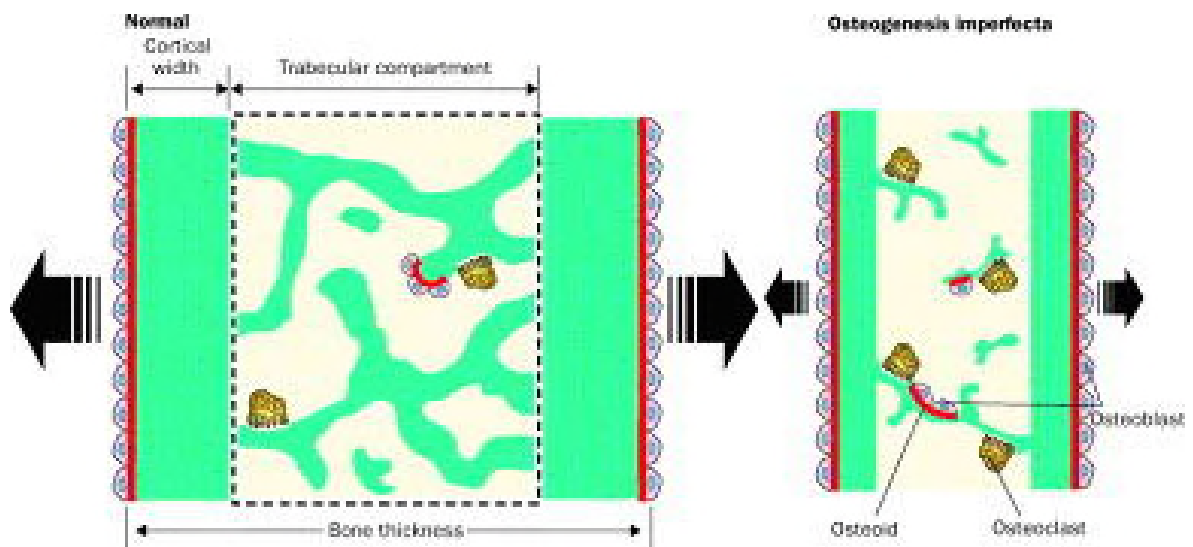 Normal
Cortical
width
Trabecular compartment
Bone thickness
Osteogenesis imperfecta
Osteoblast
Osteoid
Osteoclast